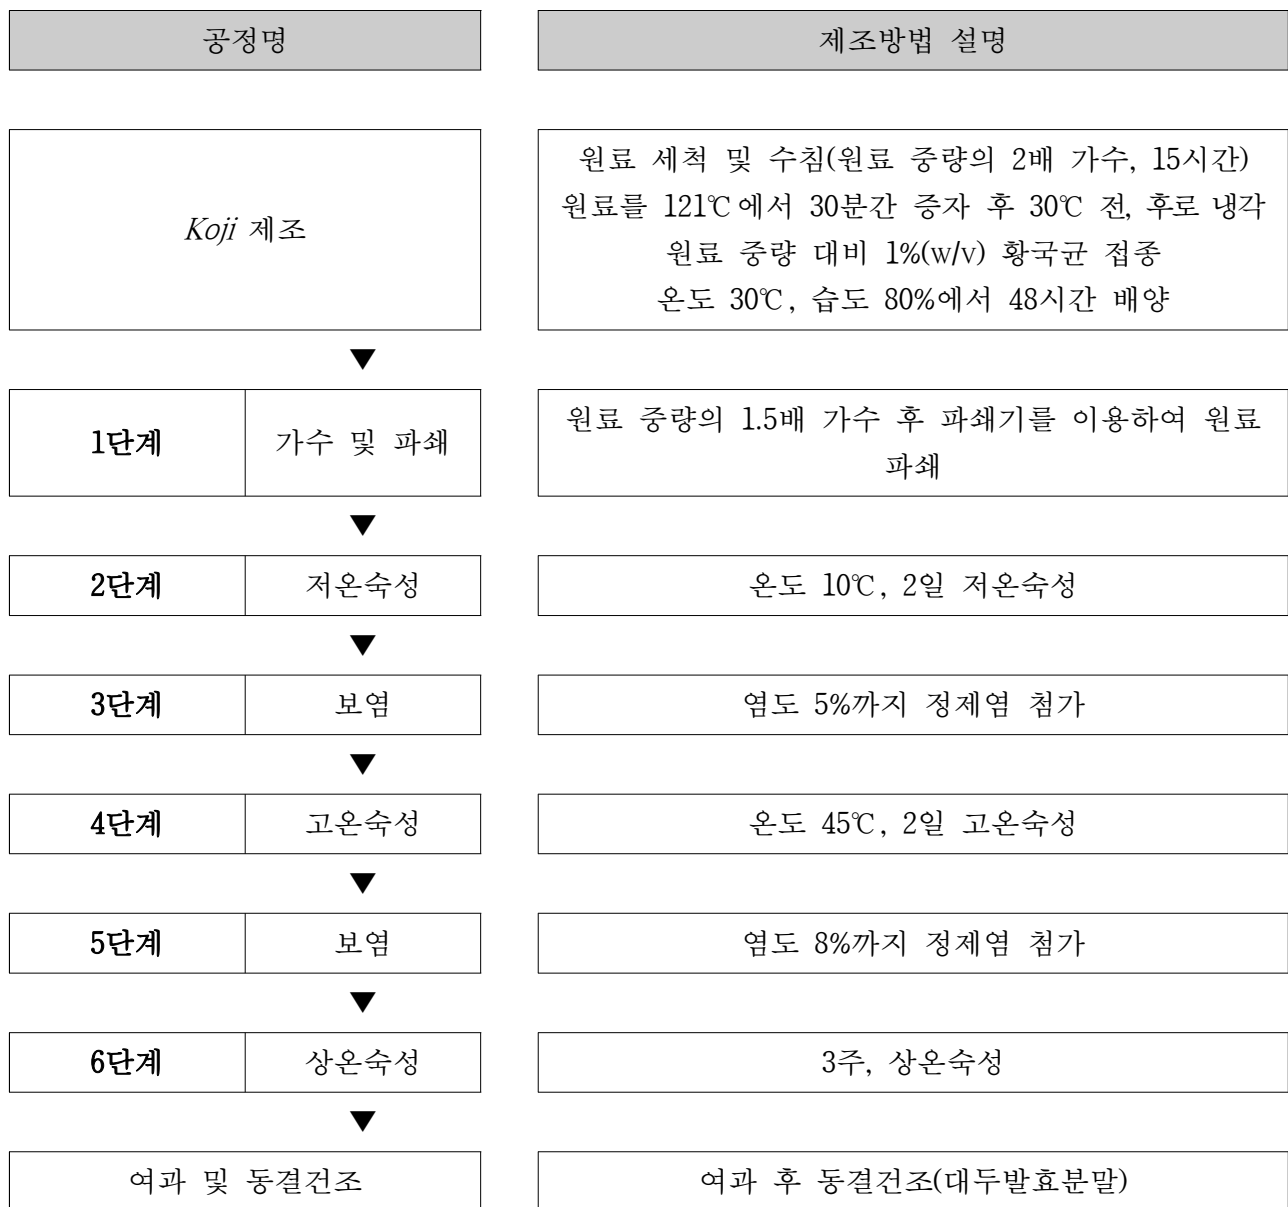 공정명
제조방법 설명
Koji 제조
원료 세척 및 수침(원료 중량의 2배 가수, 15시간)
원료를 121℃에서 30분간 증자 후 30℃ 전, 후로 냉각
원료 중량 대비 1%(w/v) 황국균 접종
온도 30℃, 습도 80%에서 48시간 배양
▼
1단계
가수 및 파쇄
원료 중량의 1.5배 가수 후 파쇄기를 이용하여 원료
파쇄
▼
2단계
저온숙성
온도 10℃, 2일 저온숙성
▼
3단계
보염
염도 5%까지 정제염 첨가
▼
4단계
고온숙성
온도 45℃, 2일 고온숙성
▼
5단계
보염
염도 8%까지 정제염 첨가
▼
6단계
상온숙성
3주, 상온숙성
▼
여과 및 동결건조
여과 후 동결건조(대두발효분말)